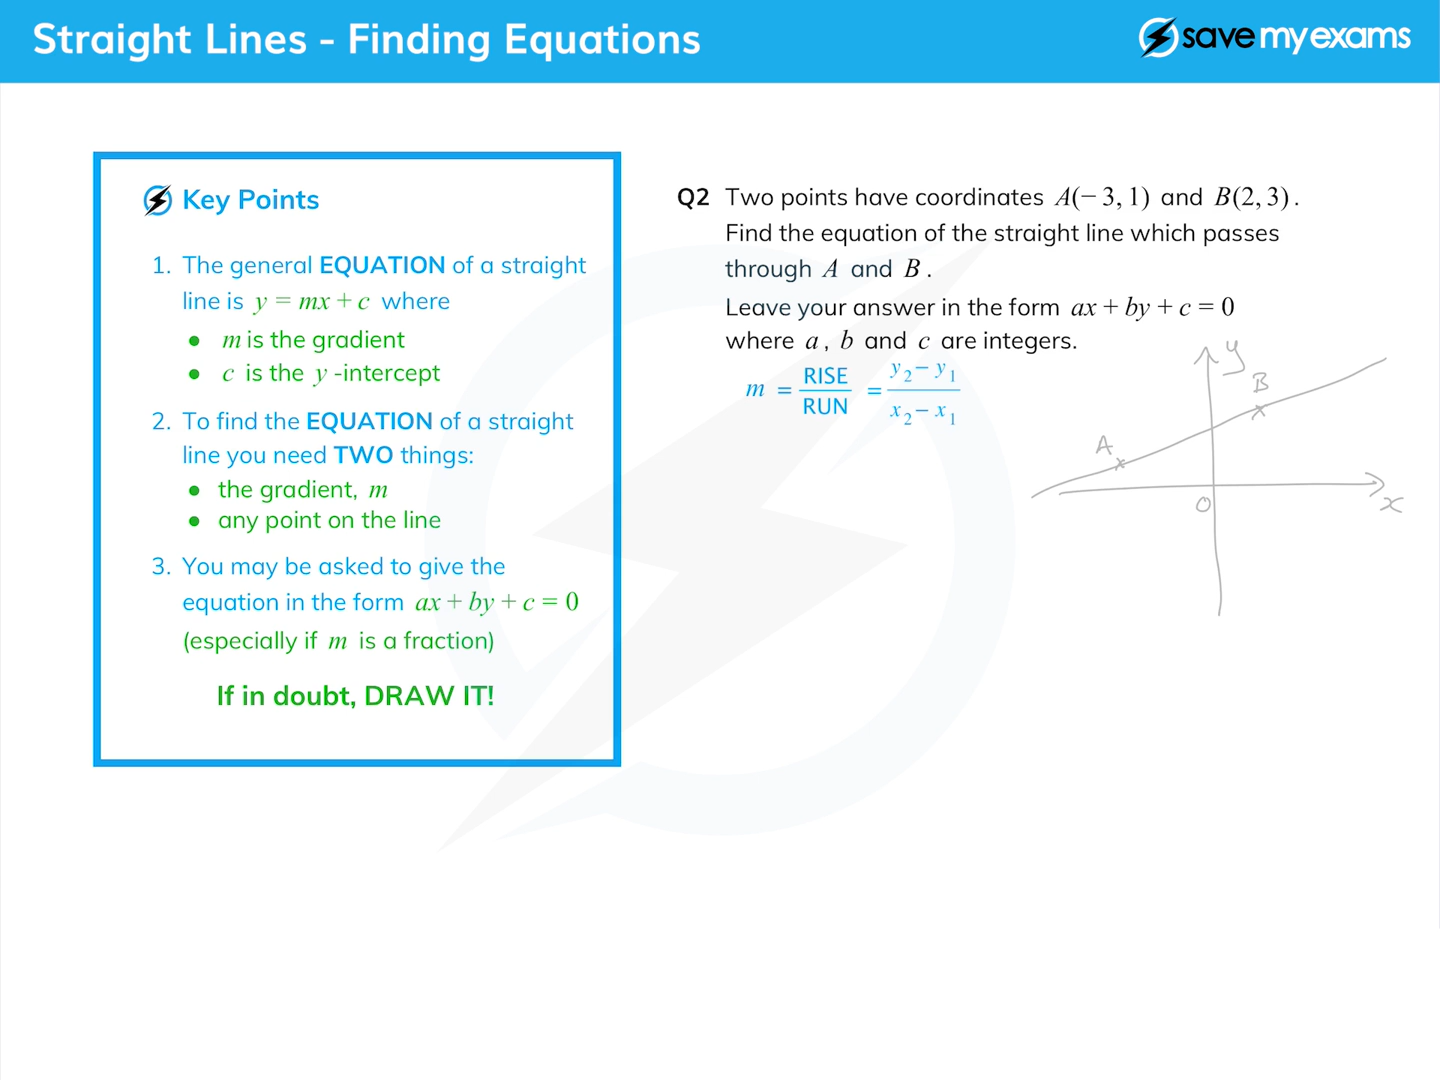 Straight Lines - Finding Equations
save my exams
Key Points
1. The general EQUATION of a straight
line is y = mx + c where
• m is the gradient
• c is the y -intercept
2. To find the EQUATION of a straight
line you need TWO things:
• the gradient, m
• any point on the line
3. You may be asked to give the
equation in the form ax + by + c = 0
(especially if m is a fraction)
If in doubt, DRAW IT!
Q2 Two points have coordinates A(− 3, 1) and B(2, 3).
Find the equation of the straight line which passes
through A and B.
Leave your answer in the form ax + by + c = 0
where a, b and c are integers.
m = RISE/RUN = (y₂ − y₁)/(x₂ − x₁)
y
B
A
O
x